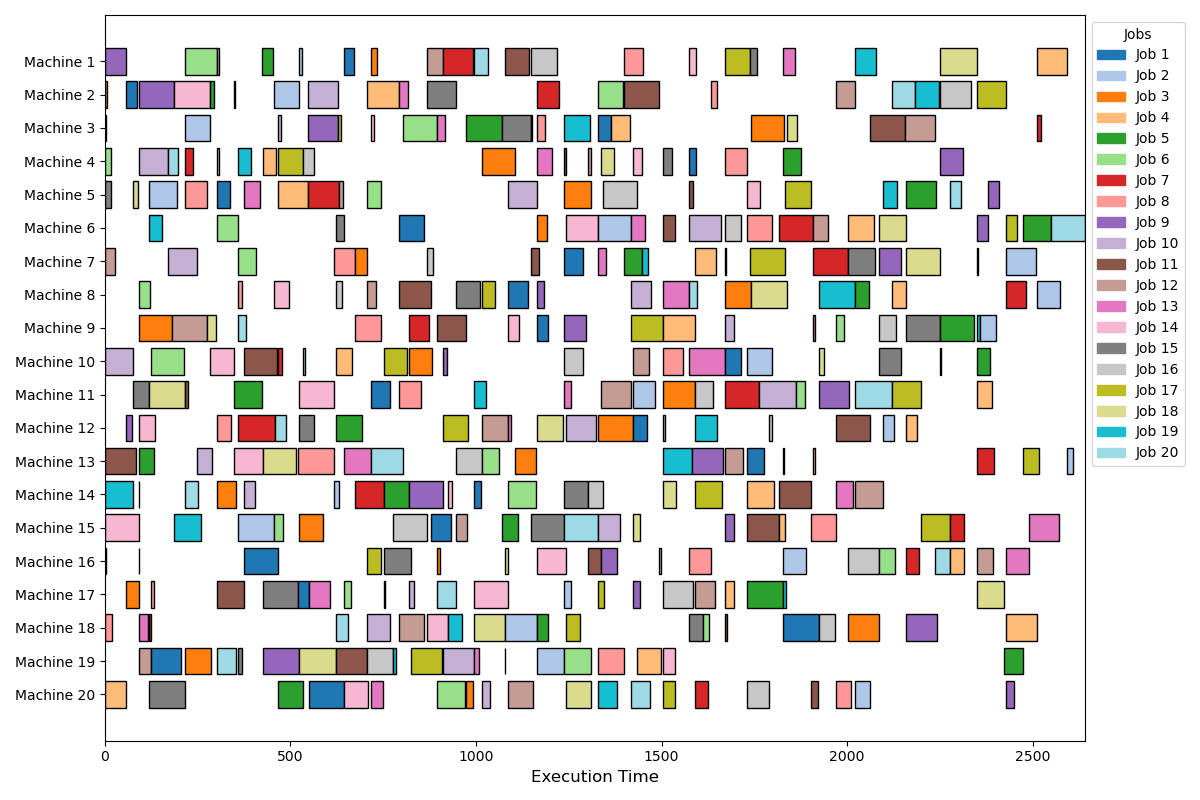 Machine 1
Machine 2
Machine 3
Machine 4
Machine 5
Machine 6
Machine 7
Machine 8
Machine 9
Machine 10
Machine 11
Machine 12
Machine 13
Machine 14
Machine 15
Machine 16
Machine 17
Machine 18
Machine 19
Machine 20
0 500 1000 1500 2000 2500
Execution Time
Jobs
Job 1
Job 2
Job 3
Job 4
Job 5
Job 6
Job 7
Job 8
Job 9
Job 10
Job 11
Job 12
Job 13
Job 14
Job 15
Job 16
Job 17
Job 18
Job 19
Job 20